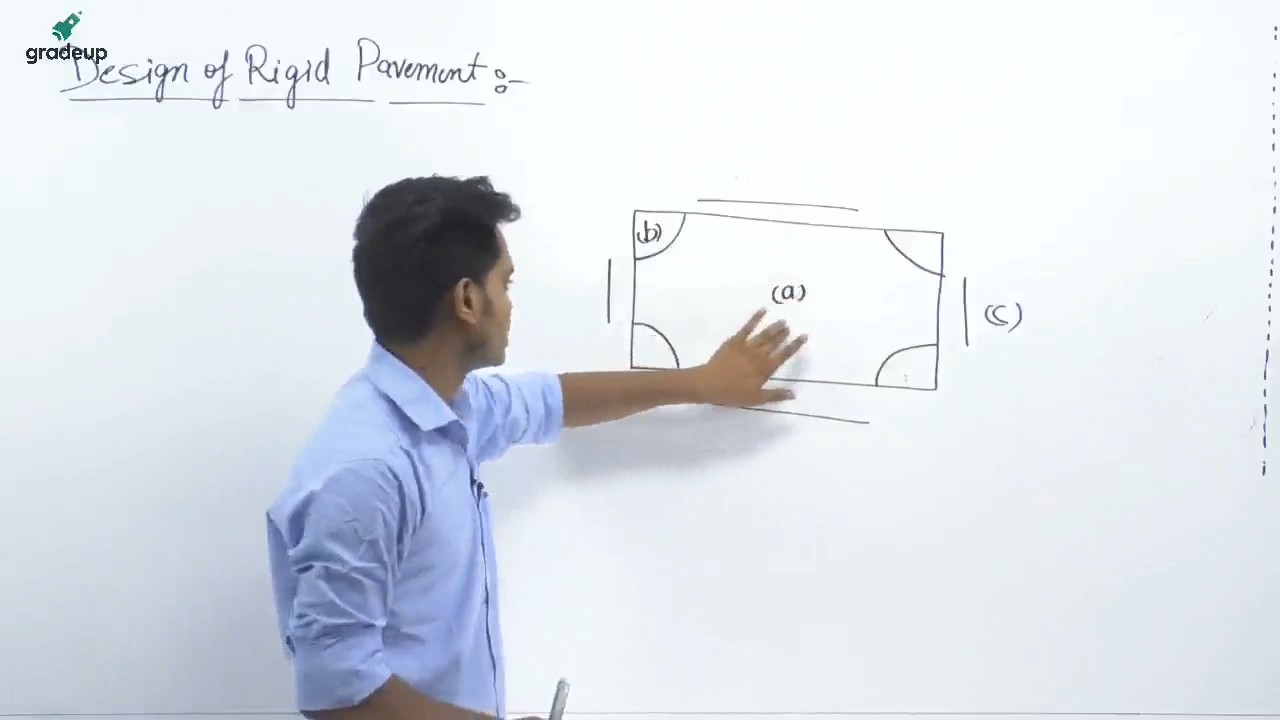 gradeup
Design of Rigid Pavement :-
(b)
(a)
(c)